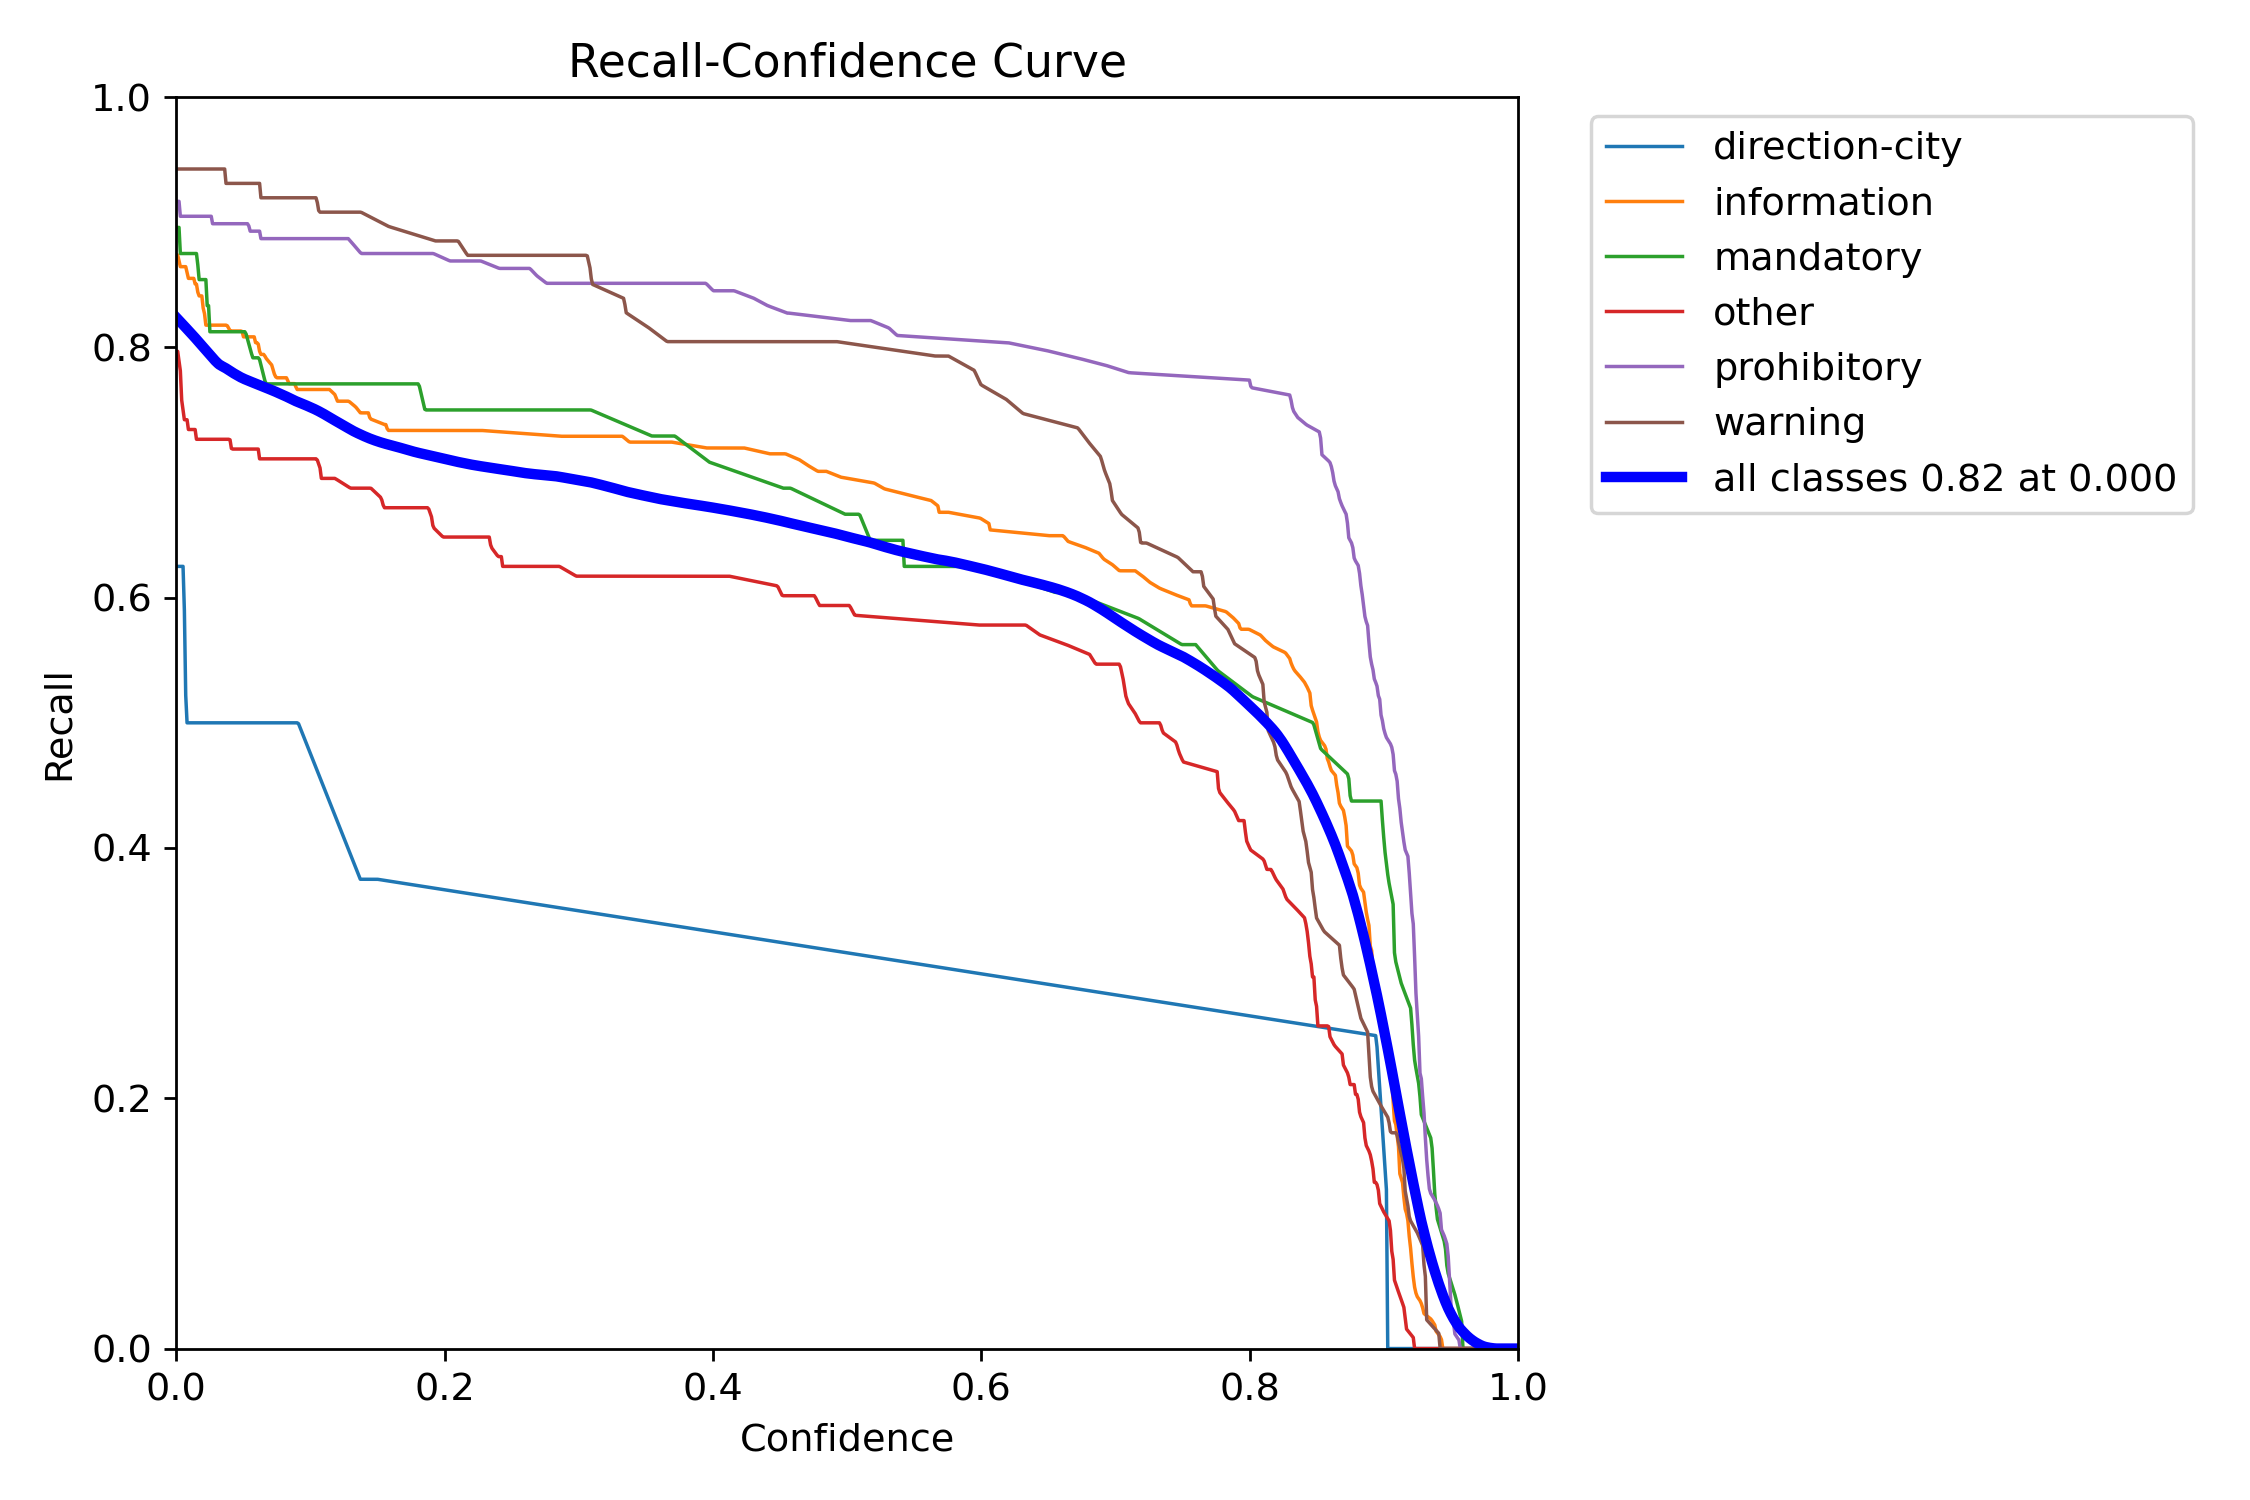 Recall-Confidence Curve
1.0
0.8
0.6
0.4
0.2
0.0
Recall
0.0 0.2 0.4 0.6 0.8 1.0
Confidence
direction-city
information
mandatory
other
prohibitory
warning
all classes 0.82 at 0.000